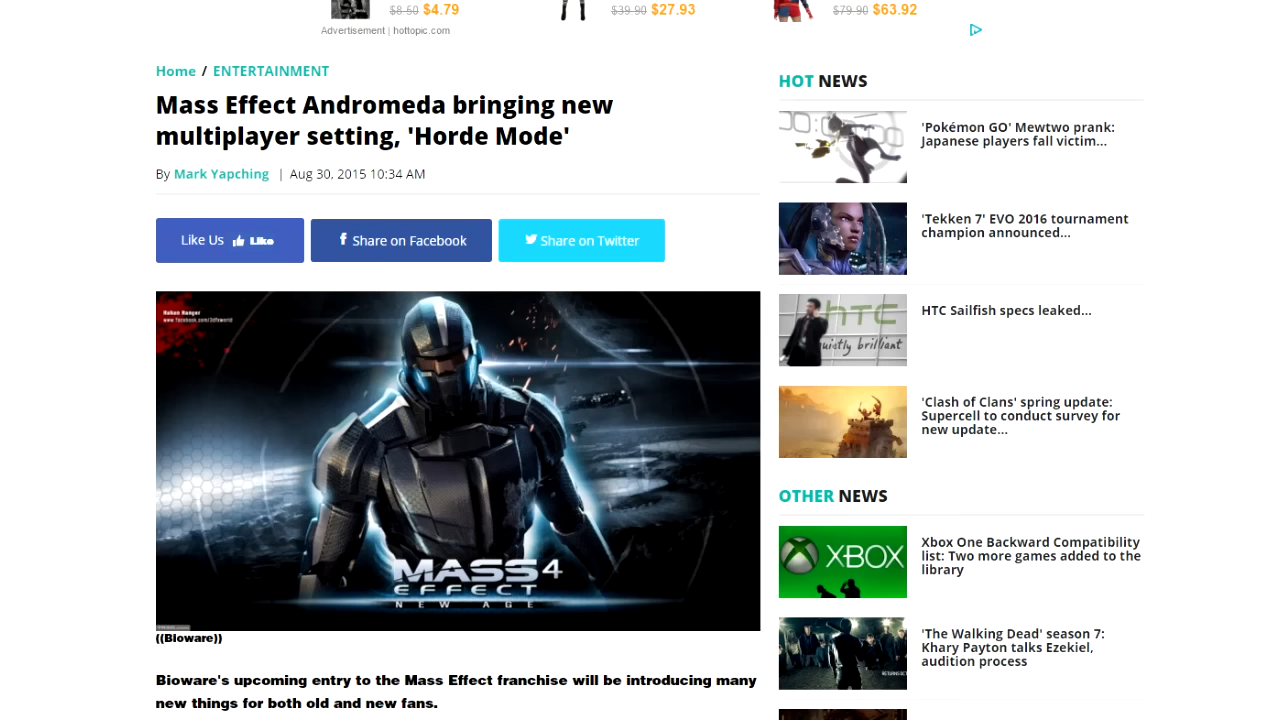 $8.50 $4.79
$39.90 $27.93
$79.90 $63.92
Advertisement | hottopic.com
Home / ENTERTAINMENT
Mass Effect Andromeda bringing new
multiplayer setting, 'Horde Mode'
By Mark Yapching | Aug 30, 2015 10:34 AM
Like Us Like
Share on Facebook
Share on Twitter
Rohan Ranger
www.facebook.com/3dfxworld
MASS 4
EFFECT
NEW AGE
((Bioware))
Bioware's upcoming entry to the Mass Effect franchise will be introducing many
new things for both old and new fans.
HOT NEWS
'Pokémon GO' Mewtwo prank:
Japanese players fall victim...
'Tekken 7' EVO 2016 tournament
champion announced...
hTC
quietly brilliant
HTC Sailfish specs leaked...
'Clash of Clans' spring update:
Supercell to conduct survey for
new update...
OTHER NEWS
XBOX
Xbox One Backward Compatibility
list: Two more games added to the
library
'The Walking Dead' season 7:
Khary Payton talks Ezekiel,
audition process